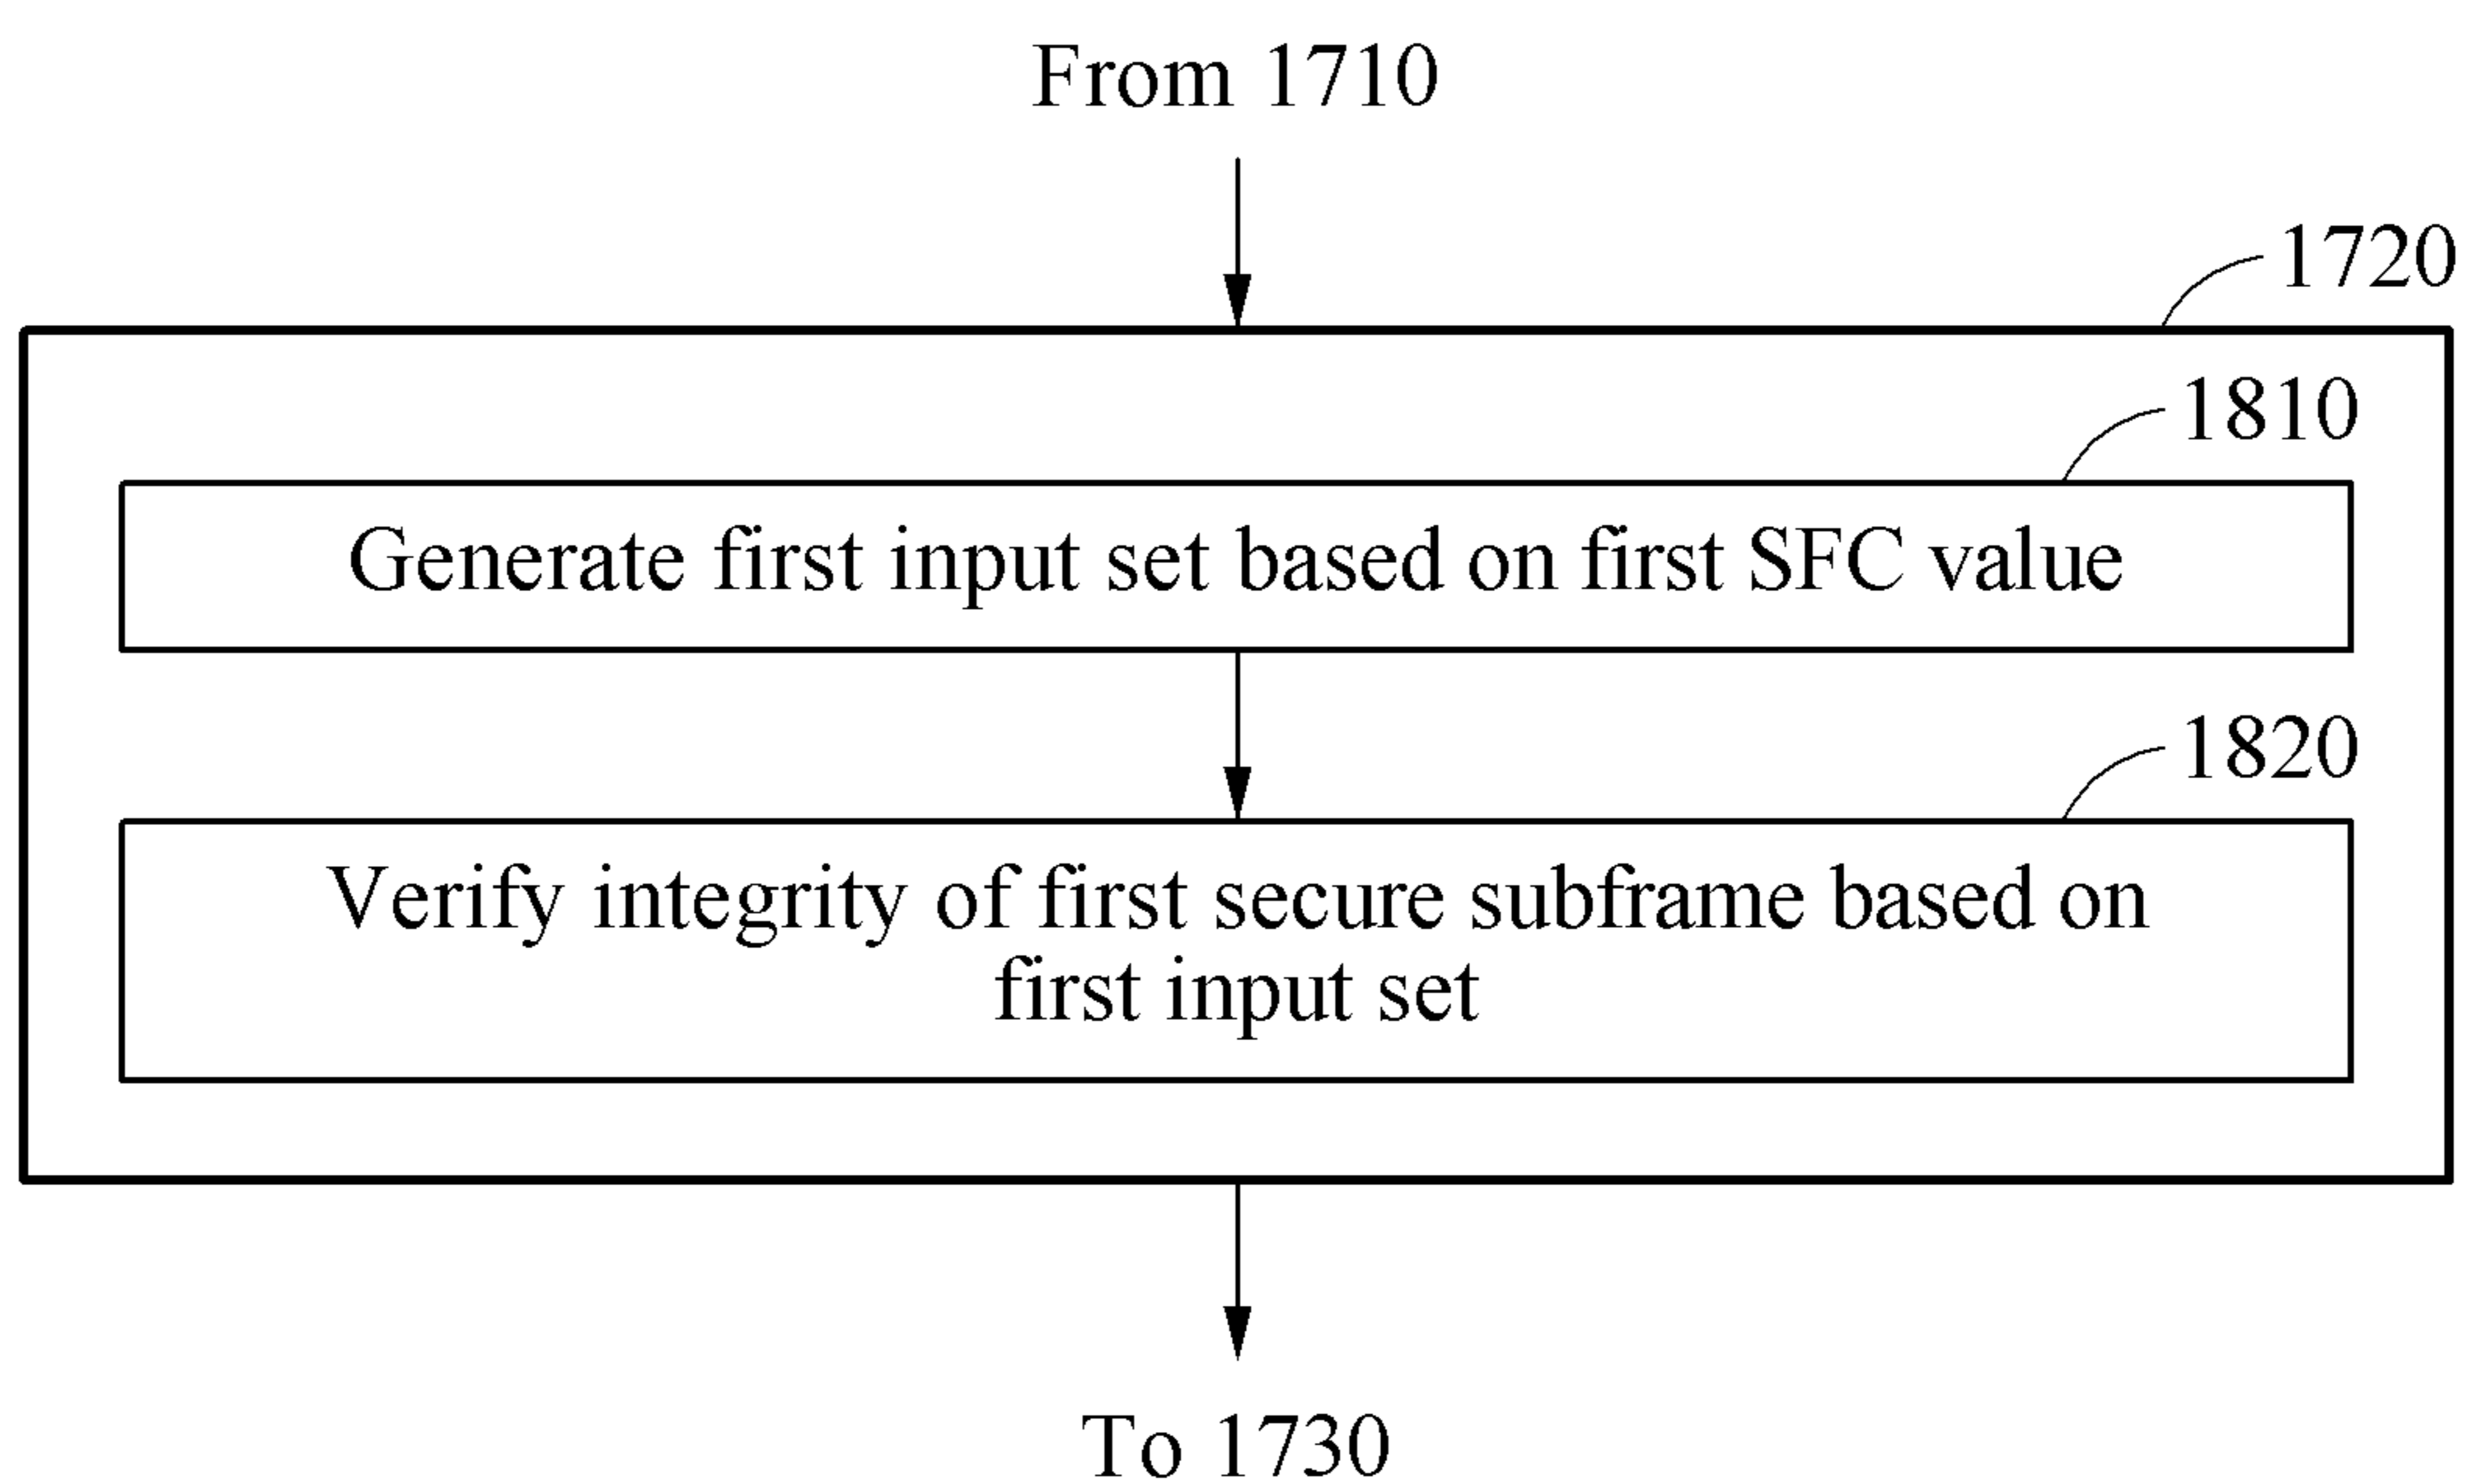 From 1710
1720
1810
Generate first input set based on first SFC value
1820
Verify integrity of first secure subframe based on
first input set
To 1730